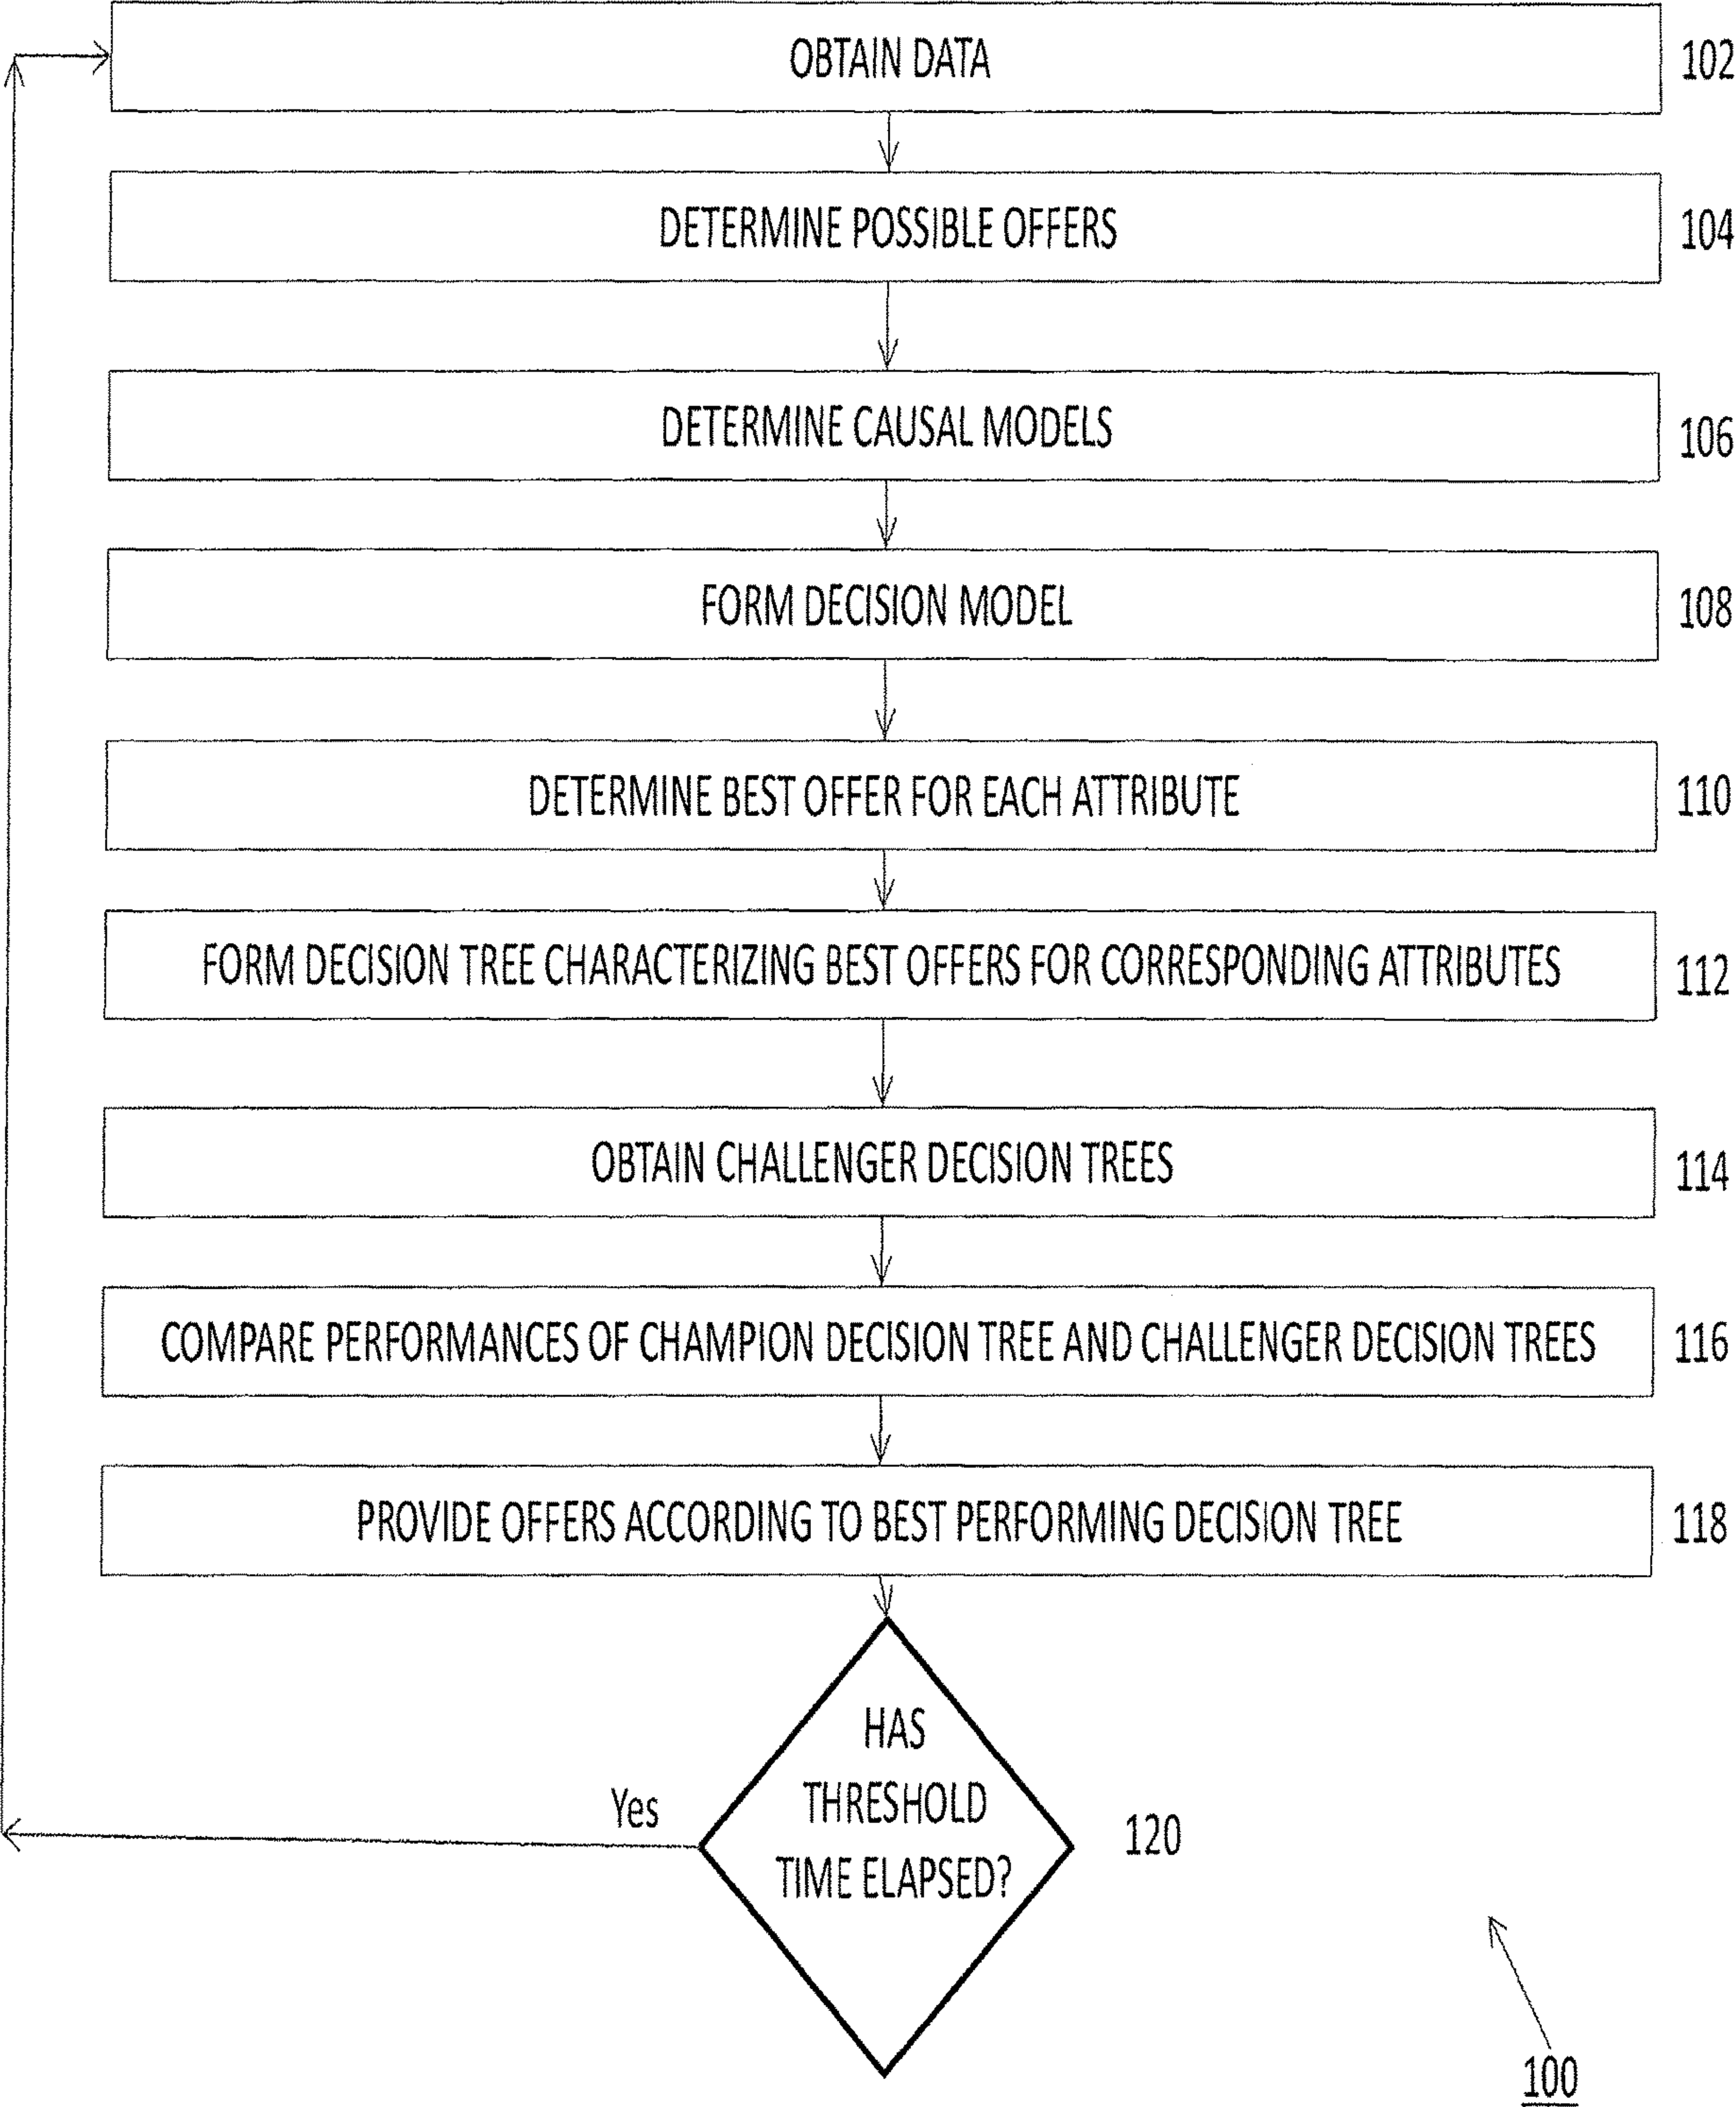 OBTAIN DATA 102
DETERMINE POSSIBLE OFFERS 104
DETERMINE CAUSAL MODELS 106
FORM DECISION MODEL 108
DETERMINE BEST OFFER FOR EACH ATTRIBUTE 110
FORM DECISION TREE CHARACTERIZING BEST OFFERS FOR CORRESPONDING ATTRIBUTES 112
OBTAIN CHALLENGER DECISION TREES 114
COMPARE PERFORMANCES OF CHAMPION DECISION TREE AND CHALLENGER DECISION TREES 116
PROVIDE OFFERS ACCORDING TO BEST PERFORMING DECISION TREE 118
HAS
THRESHOLD
TIME ELAPSED?
Yes
120
100